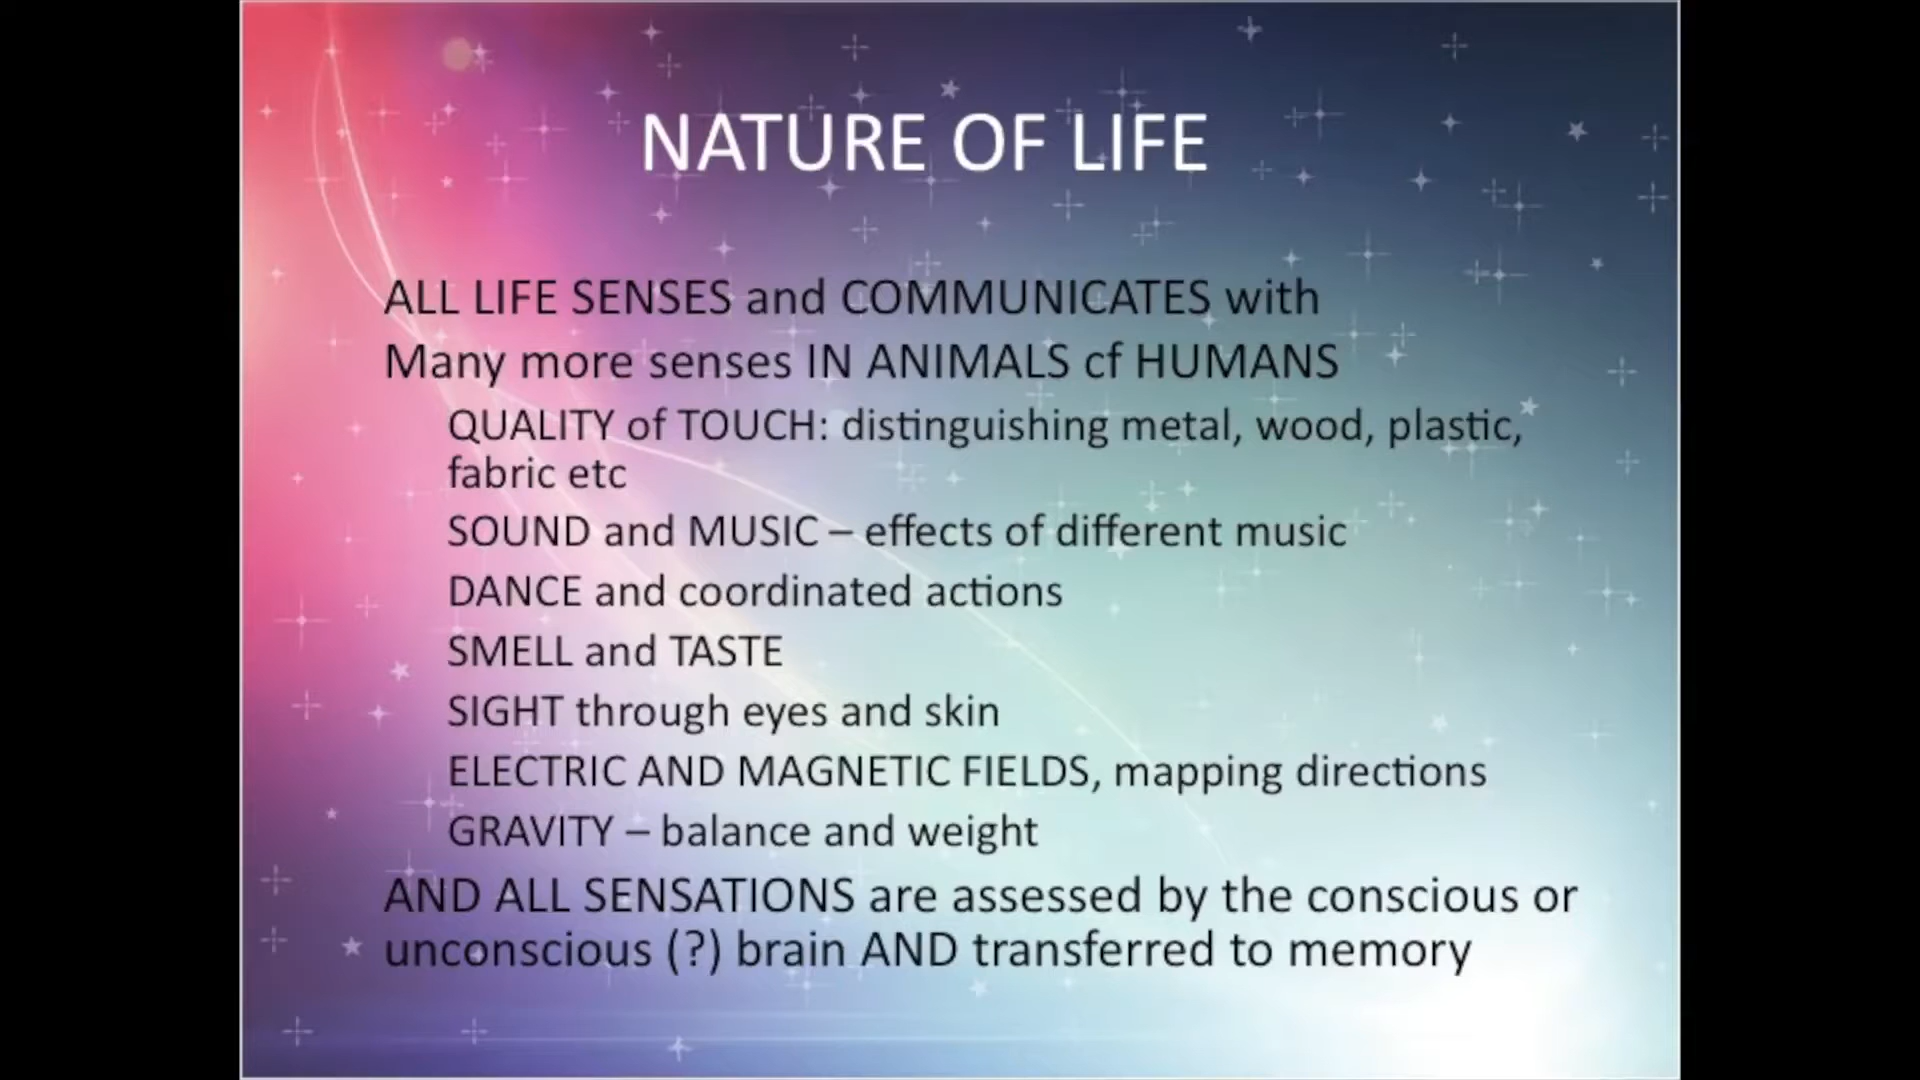 NATURE OF LIFE
ALL LIFE SENSES and COMMUNICATES with
Many more senses IN ANIMALS cf HUMANS
QUALITY of TOUCH: distinguishing metal, wood, plastic,
fabric etc
SOUND and MUSIC – effects of different music
DANCE and coordinated actions
SMELL and TASTE
SIGHT through eyes and skin
ELECTRIC AND MAGNETIC FIELDS, mapping directions
GRAVITY – balance and weight
AND ALL SENSATIONS are assessed by the conscious or
unconscious (?) brain AND transferred to memory